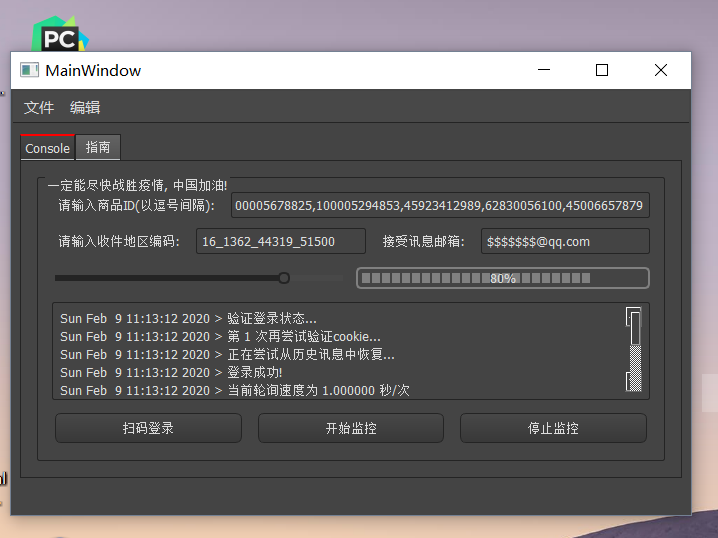 PC
MainWindow
文件 编辑
Console 指南
一定能尽快战胜疫情, 中国加油!
请输入商品ID(以逗号间隔): 00005678825,100005294853,45923412989,62830056100,45006657879
请输入收件地区编码: 16_1362_44319_51500 接受讯息邮箱: $$$$$$$@qq.com
80%
Sun Feb  9 11:13:12 2020 > 验证登录状态...
Sun Feb  9 11:13:12 2020 > 第 1 次再尝试验证cookie...
Sun Feb  9 11:13:12 2020 > 正在尝试从历史讯息中恢复...
Sun Feb  9 11:13:12 2020 > 登录成功!
Sun Feb  9 11:13:12 2020 > 当前轮询速度为 1.000000 秒/次
扫码登录 开始监控 停止监控